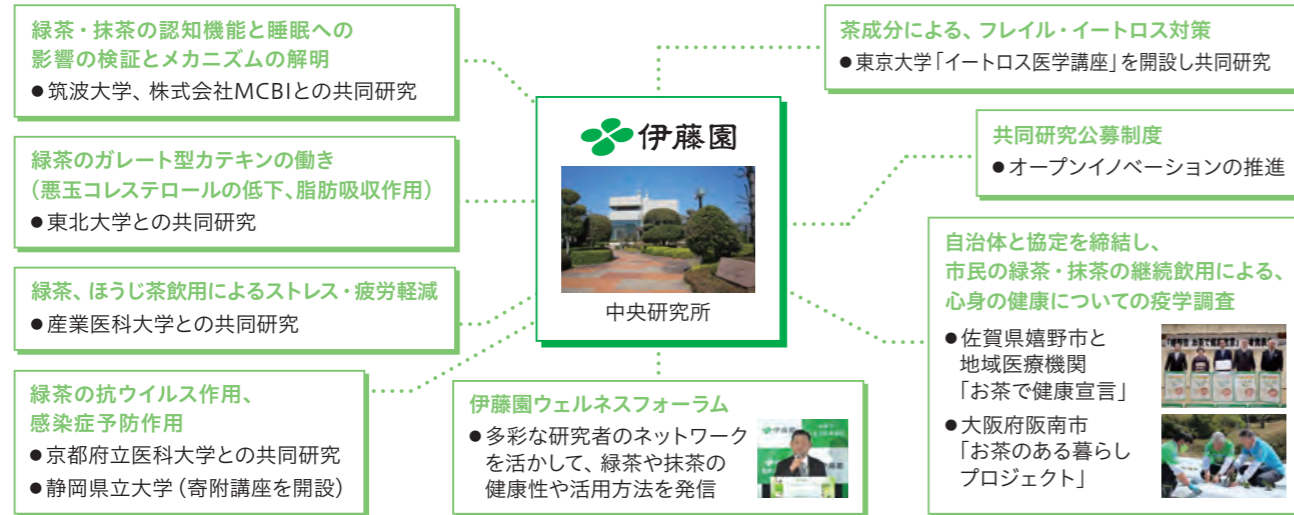 緑茶・抹茶の認知機能と睡眠への
影響の検証とメカニズムの解明
●筑波大学、株式会社MCBIとの共同研究
緑茶のガレート型カテキンの働き
（悪玉コレステロールの低下、脂肪吸収作用）
●東北大学との共同研究
緑茶、ほうじ茶飲用によるストレス・疲労軽減
●産業医科大学との共同研究
緑茶の抗ウイルス作用、
感染症予防作用
●京都府立医科大学との共同研究
●静岡県立大学（寄附講座を開設）
伊藤園
中央研究所
伊藤園ウェルネスフォーラム
●多彩な研究者のネットワーク
を活かして、緑茶や抹茶の
健康性や活用方法を発信
茶成分による、フレイル・イートロス対策
●東京大学「イートロス医学講座」を開設し共同研究
共同研究公募制度
●オープンイノベーションの推進
自治体と協定を締結し、
市民の緑茶・抹茶の継続飲用による、
心身の健康についての疫学調査
●佐賀県嬉野市と
地域医療機関
「お茶で健康宣言」
●大阪府阪南市
「お茶のある暮らし
プロジェクト」